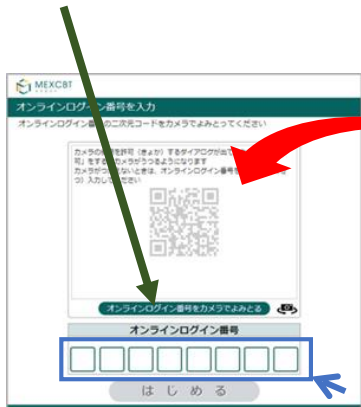 MEXCBT
オンラインログイン番号を入力
オンラインログイン番号の二次元コードをカメラでよみとってください
カメラの使用を許可（きょか）するダイアログが出て
可」をする カメラがうつるようになります
カメラがつ ないときは、オンラインログイン番号を
つ）入力して ださい
オンラインログイン番号をカメラでよみとる
オンラインログイン番号
はじめる